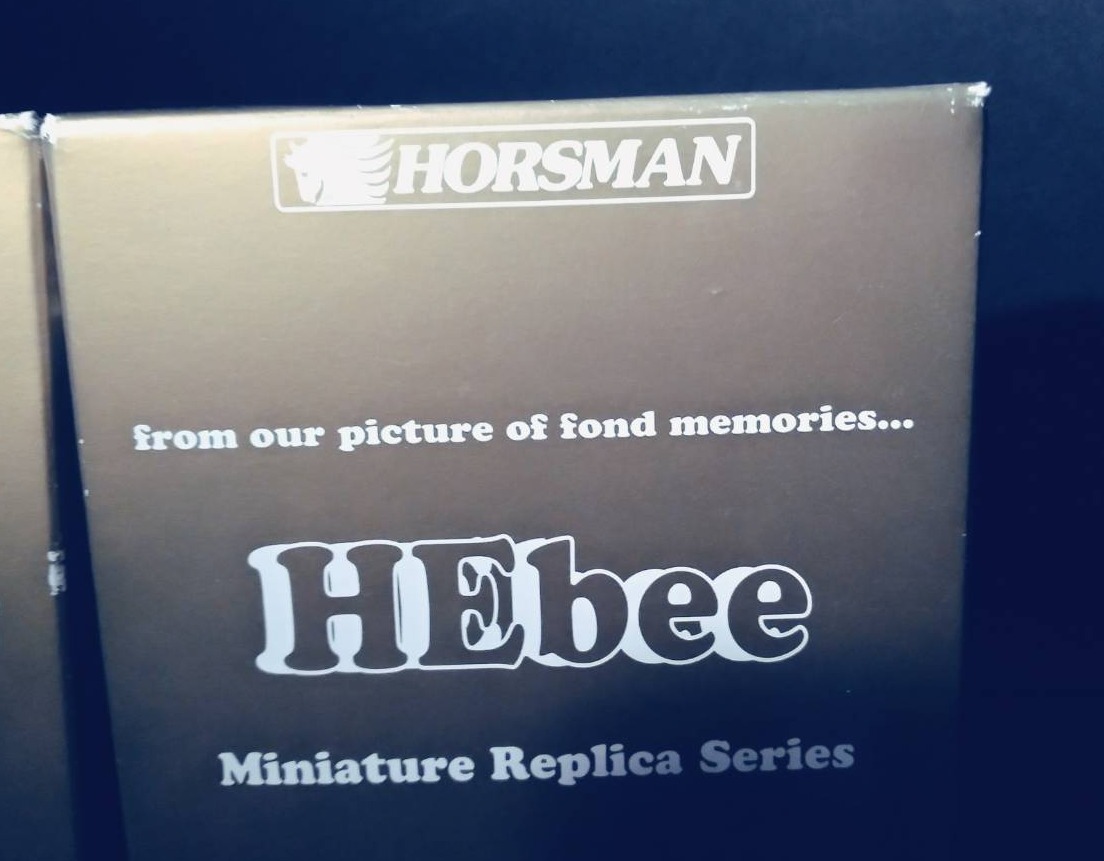 HORSMAN
from our picture of fond memories...
HEbee
Miniature Replica Series